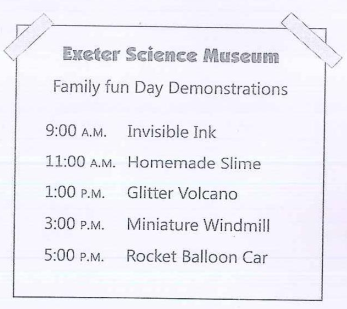 Exeter Science Museum
Family fun Day Demonstrations
9:00 A.M. Invisible Ink
11:00 A.M. Homemade Slime
1:00 P.M. Glitter Volcano
3:00 P.M. Miniature Windmill
5:00 P.M. Rocket Balloon Car